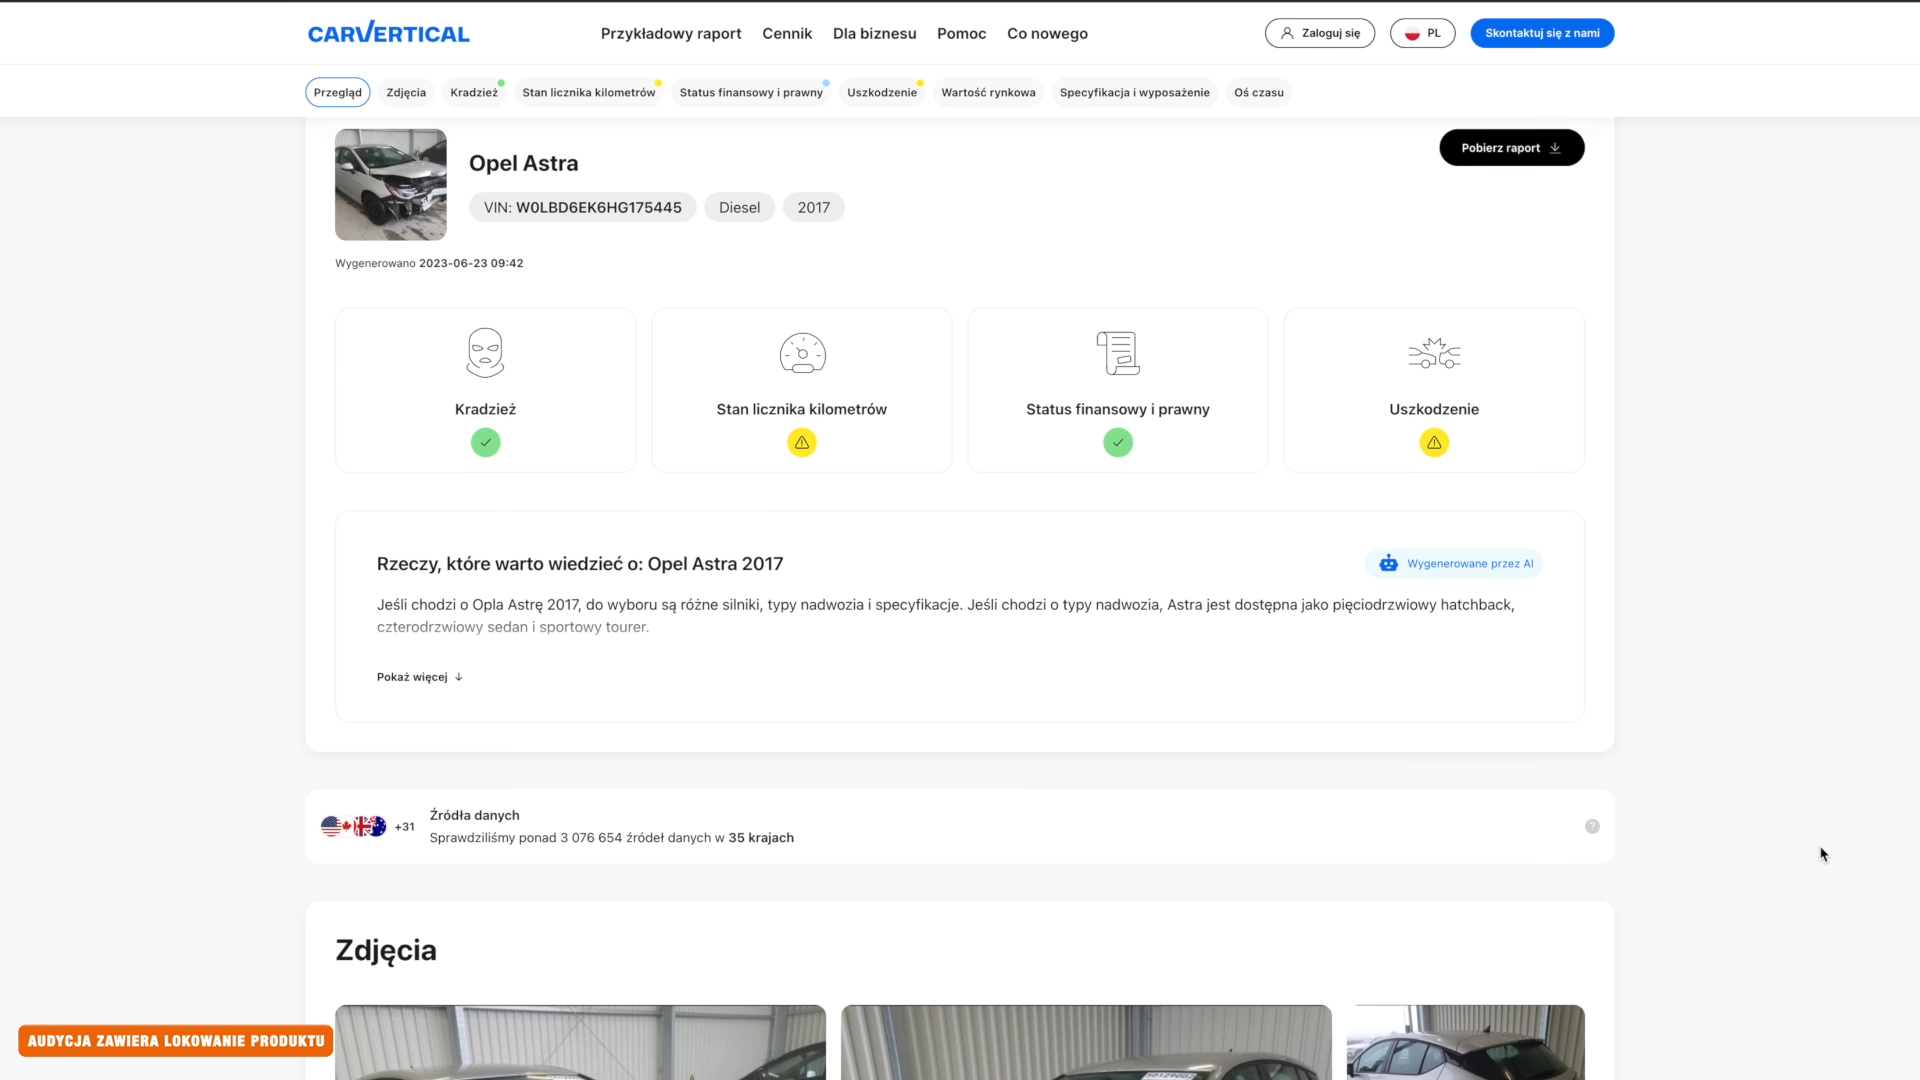 CARVERTICAL
Przykładowy raport
Cennik
Dla biznesu
Pomoc
Co nowego
Zaloguj się
PL
Skontaktuj się z nami
Przegląd
Zdjęcia
Kradzież
Stan licznika kilometrów
Status finansowy i prawny
Uszkodzenie
Wartość rynkowa
Specyfikacja i wyposażenie
Oś czasu
Opel Astra
Pobierz raport
VIN: W0LBD6EK6HG175445
Diesel
2017
Wygenerowano 2023-06-23 09:42
Kradzież
Stan licznika kilometrów
Status finansowy i prawny
Uszkodzenie
Rzeczy, które warto wiedzieć o: Opel Astra 2017
Wygenerowane przez AI
Jeśli chodzi o Opla Astrę 2017, do wyboru są różne silniki, typy nadwozia i specyfikacje. Jeśli chodzi o typy nadwozia, Astra jest dostępna jako pięciodrzwiowy hatchback,
czterodrzwiowy sedan i sportowy tourer.
Pokaż więcej
+31
Źródła danych
Sprawdziliśmy ponad 3 076 654 źródeł danych w 35 krajach
?
Zdjęcia
AUDYCJA ZAWIERA LOKOWANIE PRODUKTU